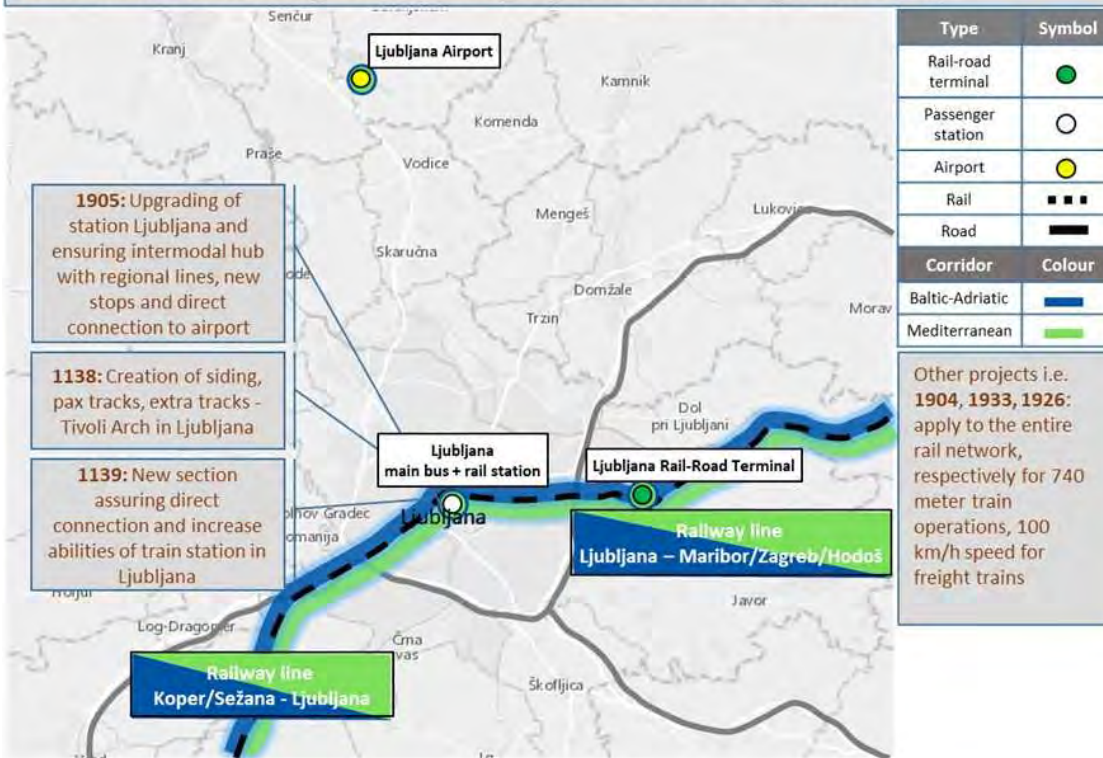 Senčur
Kranj
Ljubljana Airport
Kamnik
Komenda
Praše
Vodice
Mengeš
Lukovica
Skaručna
Domžale
Trzin
Morav
1905: Upgrading of
station Ljubljana and
ensuring intermodal hub
with regional lines, new
stops and direct
connection to airport
1138: Creation of siding,
pax tracks, extra tracks -
Tivoli Arch in Ljubljana
1139: New section
assuring direct
connection and increase
abilities of train station in
Ljubljana
Dol
pri Ljubljani
Ljubljana
main bus + rail station
Ljubljana Rail-Road Terminal
Gradec
Ljubljana
Railway line
Ljubljana – Maribor/Zagreb/Hodoš
Javor
Log-Dragomer
Črna
vas
Škofljica
Railway line
Koper/Sežana - Ljubljana
Ig
Type Symbol
Rail-road
terminal
Passenger
station
Airport
Rail
Road
Corridor Colour
Baltic-Adriatic
Mediterranean
Other projects i.e.
1904, 1933, 1926:
apply to the entire
rail network,
respectively for 740
meter train
operations, 100
km/h speed for
freight trains